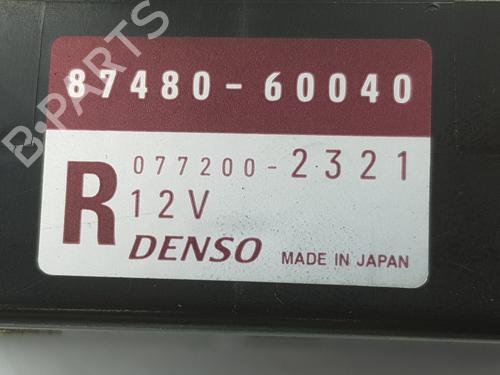 87480-60040
R
077200-2321
12V
DENSO
MADE IN JAPAN
B-PARTS